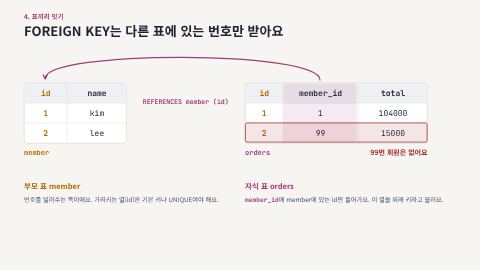 4. 표끼리 잇기
FOREIGN KEY는 다른 표에 있는 번호만 받아요
id name
1 kim
2 lee
member
REFERENCES member (id)
id member_id total
1 1 104000
2 99 15000
orders
99번 회원은 없어요
부모 표 member
번호를 빌려주는 쪽이에요. 가리키는 열(id)은 기본 키나 UNIQUE여야 해요.
자식 표 orders
member_id에 member에 있는 id만 들어가요. 이 열을 외래 키라고 불러요.